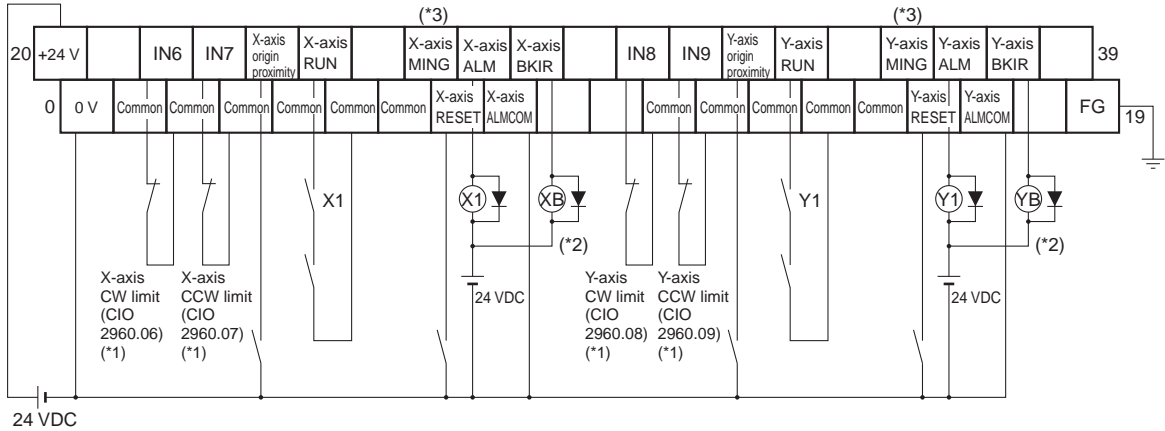 (*3) (*3)
20 +24 V IN6 IN7 X-axis origin proximity X-axis RUN X-axis MING X-axis ALM X-axis BKIR IN8 IN9 Y-axis origin proximity Y-axis RUN Y-axis MING Y-axis ALM Y-axis BKIR 39
0 0 V Common Common Common Common Common Common X-axis RESET X-axis ALMCOM Common Common Common Common Common Common Y-axis RESET Y-axis ALMCOM FG 19
X1 X1 XB Y1 Y1 YB
(*2) (*2)
X-axis CW limit (CIO 2960.06) (*1)
X-axis CCW limit (CIO 2960.07) (*1)
24 VDC
Y-axis CW limit (CIO 2960.08) (*1)
Y-axis CCW limit (CIO 2960.09) (*1)
24 VDC
24 VDC